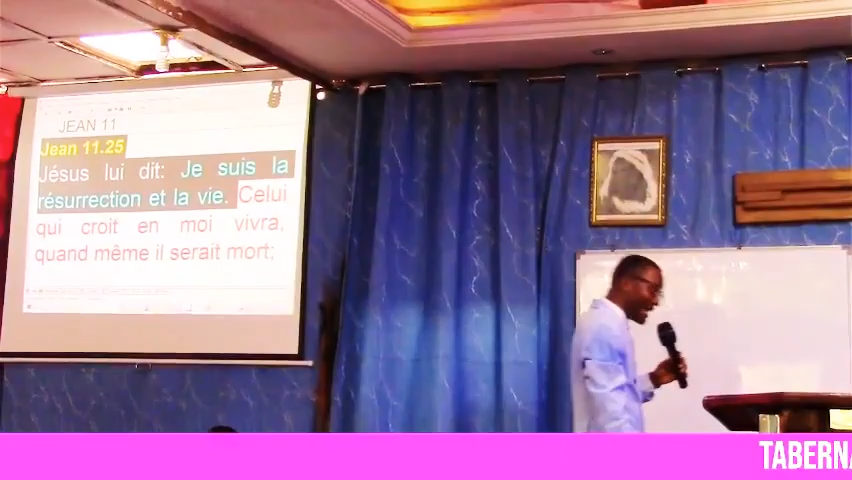 JEAN 11
Jean 11.25
Jésus lui dit: Je suis la
résurrection et la vie. Celui
qui croit en moi vivra,
quand même il serait mort;
TABERNA